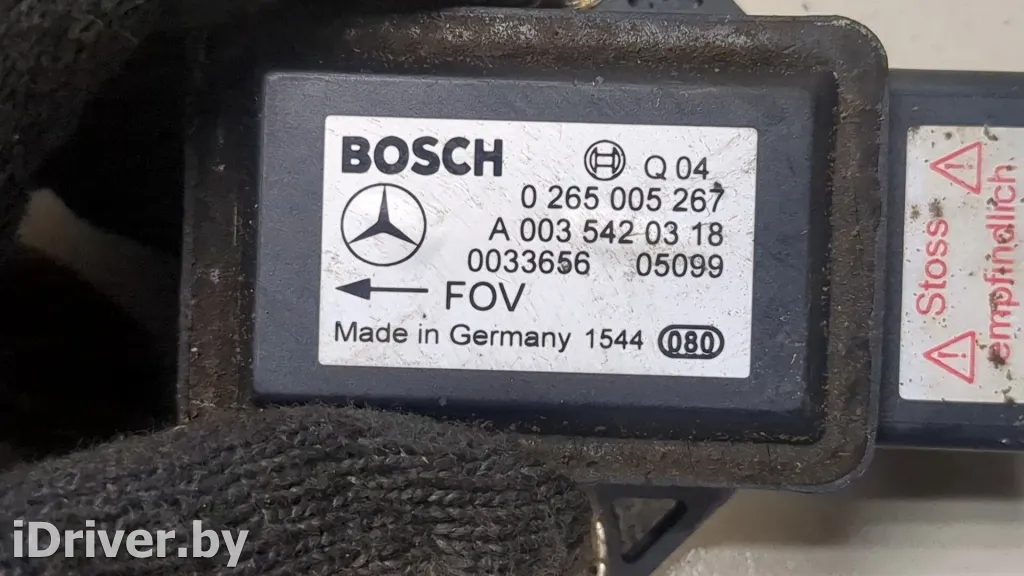 BOSCH
Q 04
0 265 005 267
A 003 542 03 18
0033656 05099
FOV
Made in Germany 1544 080
Stoss
empfindlich
iDriver.by